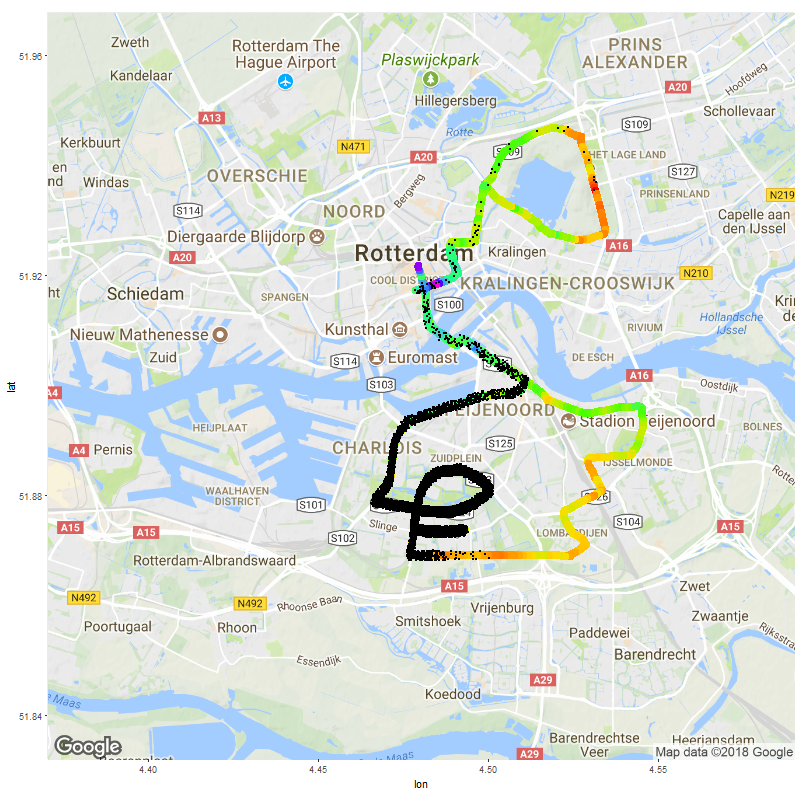 51.96
51.92
51.88
51.84
lat
4.40
4.45
4.50
4.55
lon
Zweth
Kandelaar
Rotterdam The
Hague Airport
Plaswijckpark
PRINS
ALEXANDER
A20
Hoofdweg
Hillegersberg
Schollevaar
A13
Rotte
S109
S109
Kerkbuurt
N471
A20
HET LAGE LAND
en
nd
Windas
OVERSCHIE
Bergweg
S127
PRINSENLAND
N219
S114
NOORD
Capelle aan
den IJssel
Diergaarde Blijdorp
A20
Rotterdam
Kralingen
A16
ht
COOL DIS
KRALINGEN-CROOSWIJK
N210
Schiedam
SPANGEN
S100
Hollandsche
IJssel
Nieuw Mathenesse
Kunsthal
RIVIUM
Zuid
S114
Euromast
DE ESCH
S103
A16
Oostdijk
A4
HEIJPLAAT
EIJENOORD
Stadion Feijenoord
BOLNES
A4
Pernis
CHARLOIS
S125
ZUIDPLEIN
IJSSELMONDE
WAALHAVEN
DISTRICT
S101
S104
A15
A15
S102
Slinge
LOMBARDIJEN
A15
Rotterdam-Albrandswaard
A15
Zwet
N492
N492
Rhoonse Baan
Vrijenburg
Zwaantje
Poortugaal
Rhoon
Smitshoek
Paddewei
Essendijk
Barendrecht
A29
Koedood
Barendrechtse
Veer
A29
Heerjansdam
Google
Map data ©2018 Google